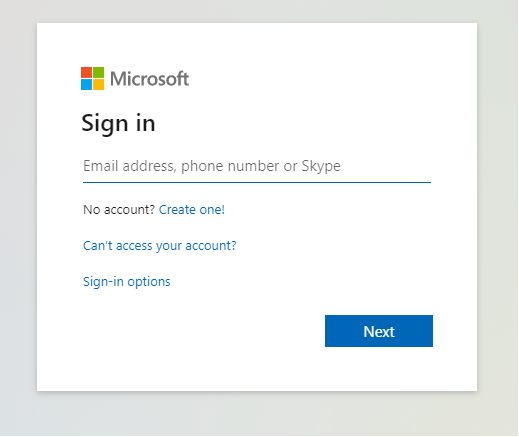 Microsoft
Sign in
Email address, phone number or Skype
No account? Create one!
Can't access your account?
Sign-in options
Next